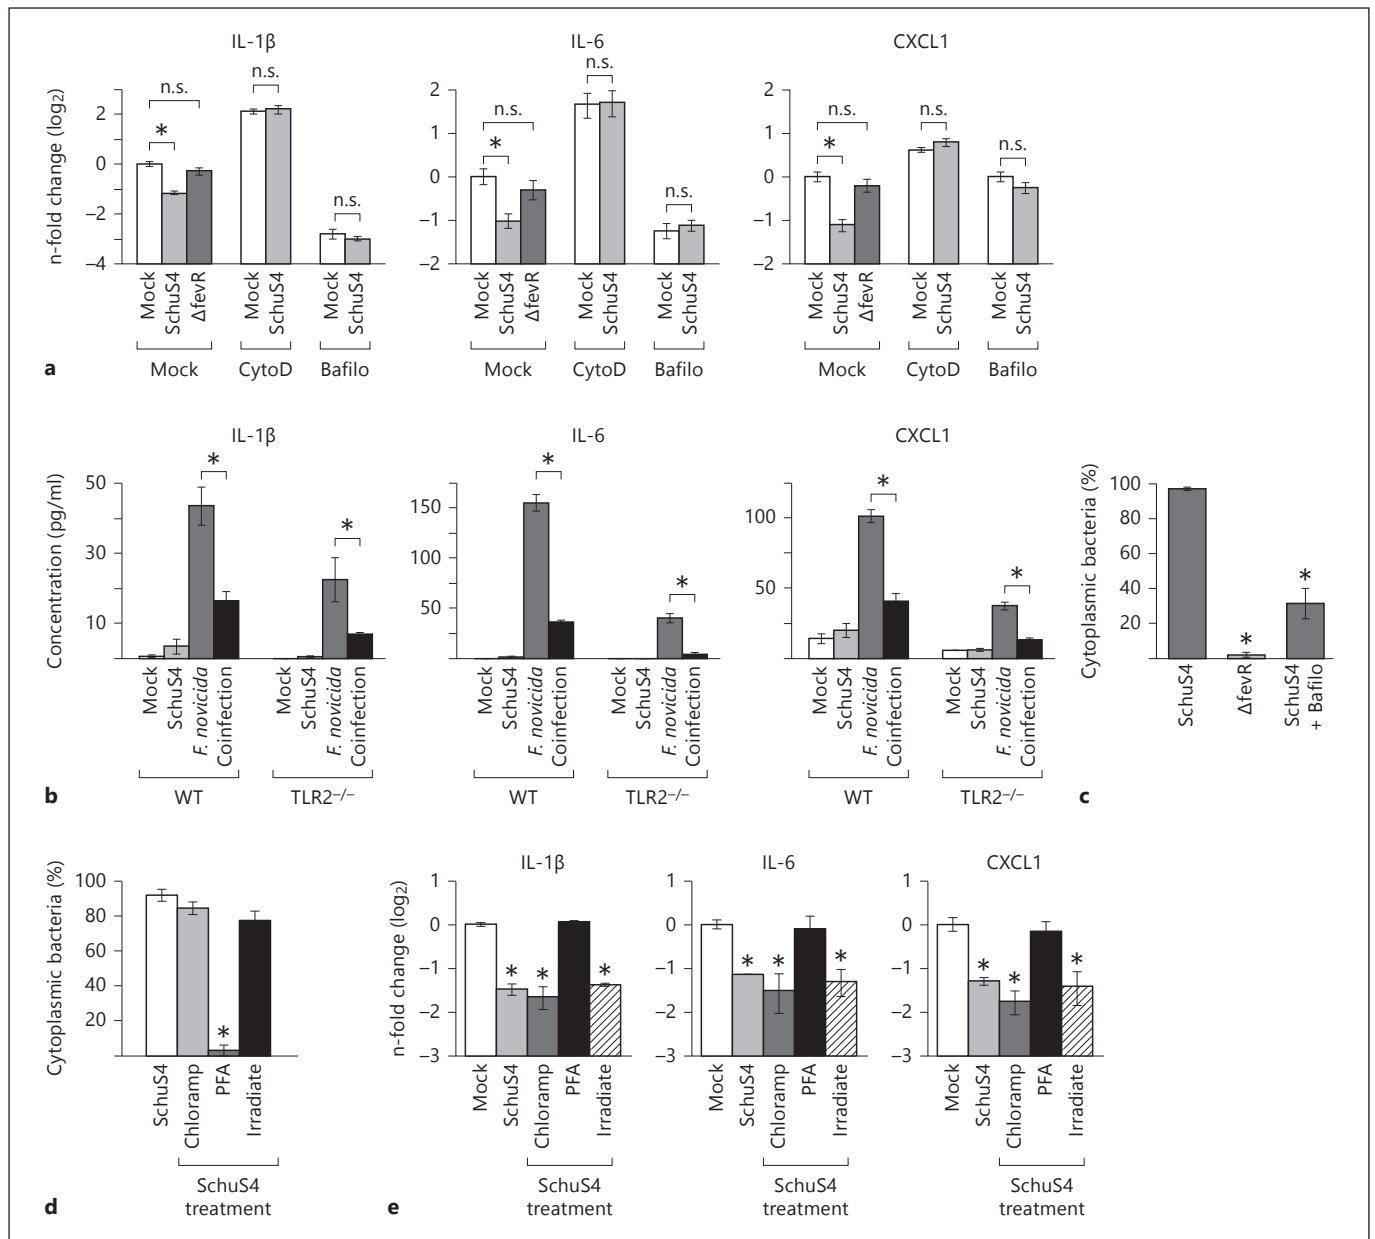 IL-1β IL-6 CXCL1
n-fold change (log2)
2
0
–2
–4
n.s.
*
n.s.
n.s.
2
1
0
–1
–2
n.s.
*
n.s.
n.s.
2
1
0
–1
–2
n.s.
*
n.s.
n.s.
Mock SchuS4 ΔfevR Mock SchuS4 Mock SchuS4
Mock CytoD Bafilo
Mock SchuS4 ΔfevR Mock SchuS4 Mock SchuS4
Mock CytoD Bafilo
Mock SchuS4 ΔfevR Mock SchuS4 Mock SchuS4
Mock CytoD Bafilo
a
IL-1β IL-6 CXCL1
Concentration (pg/ml)
50
30
10
*
*
150
100
50
*
*
100
50
*
*
Mock SchuS4 F. novicida Coinfection Mock SchuS4 F. novicida Coinfection
WT TLR2–/–
Mock SchuS4 F. novicida Coinfection Mock SchuS4 F. novicida Coinfection
WT TLR2–/–
Mock SchuS4 F. novicida Coinfection Mock SchuS4 F. novicida Coinfection
WT TLR2–/–
b
Cytoplasmic bacteria (%)
100
80
60
40
20
*
*
SchuS4 ΔfevR SchuS4 + Bafilo
c
Cytoplasmic bacteria (%)
100
80
60
40
20
*
SchuS4 Chloramp PFA Irradiate
SchuS4
treatment
d
IL-1β IL-6 CXCL1
n-fold change (log2)
1
0
–1
–2
–3
* * *
1
0
–1
–2
–3
* * *
1
0
–1
–2
–3
* * *
Mock SchuS4 Chloramp PFA Irradiate
SchuS4
treatment
Mock SchuS4 Chloramp PFA Irradiate
SchuS4
treatment
Mock SchuS4 Chloramp PFA Irradiate
SchuS4
treatment
e